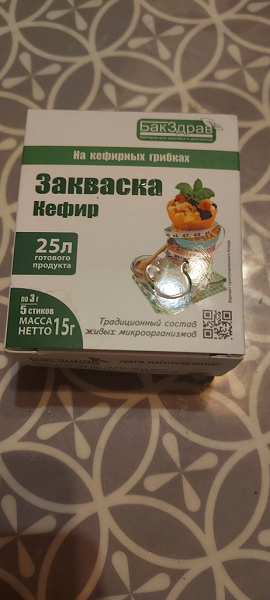 БакЗдрав
На кефирных грибках
Закваска
Кефир
25л
готового
продукта
по 3 г
5 стиков
МАССА
НЕТТО 15г
Традиционный состав
живых микроорганизмов
БакЗдрав